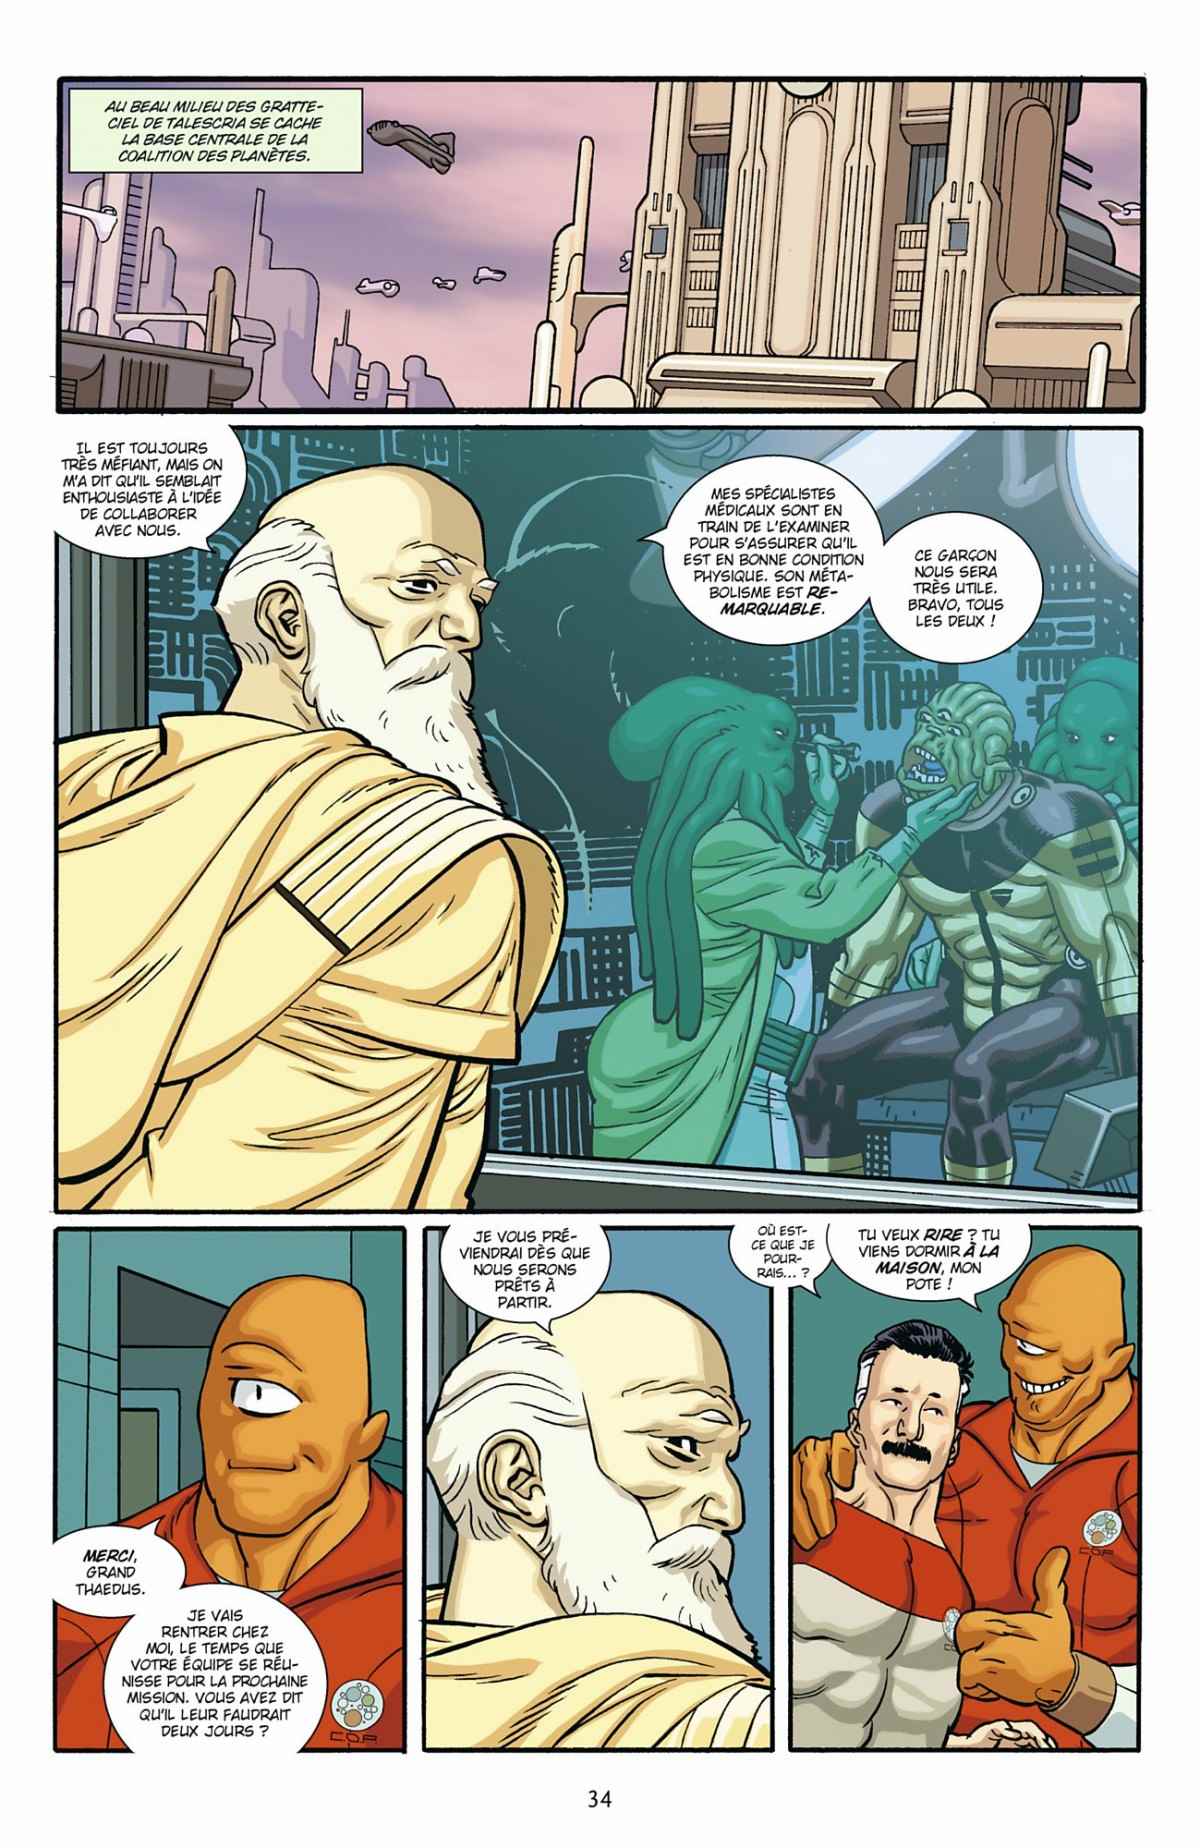 AU BEAU MILIEU DES GRATTE-
CIEL DE TALESCRIA SE CACHE
LA BASE CENTRALE DE LA
COALITION DES PLANÈTES.
IL EST TOUJOURS
TRÈS MÉFIANT, MAIS ON
M'A DIT QU'IL SEMBLAIT
ENTHOUSIASTE À L'IDÉE
DE COLLABORER
AVEC NOUS.
MES SPÉCIALISTES
MÉDICAUX SONT EN
TRAIN DE L'EXAMINER
POUR S'ASSURER QU'IL
EST EN BONNE CONDITION
PHYSIQUE. SON MÉTA-
BOLISME EST RE-
MARQUABLE.
CE GARÇON
NOUS SERA
TRÈS UTILE.
BRAVO, TOUS
LES DEUX !
MERCI,
GRAND
THAEDUS.
JE VAIS
RENTRER CHEZ
MOI, LE TEMPS QUE
VOTRE ÉQUIPE SE RÉU-
NISSE POUR LA PROCHAINE
MISSION. VOUS AVEZ DIT
QU'IL LEUR FAUDRAIT
DEUX JOURS ?
C.O.P.
JE VOUS PRÉ-
VIENDRAI DÈS QUE
NOUS SERONS
PRÊTS À
PARTIR.
OÙ EST-
CE QUE JE
POUR-
RAIS... ?
TU VEUX RIRE ? TU
VIENS DORMIR À LA
MAISON, MON
POTE !
C.O.P.
34